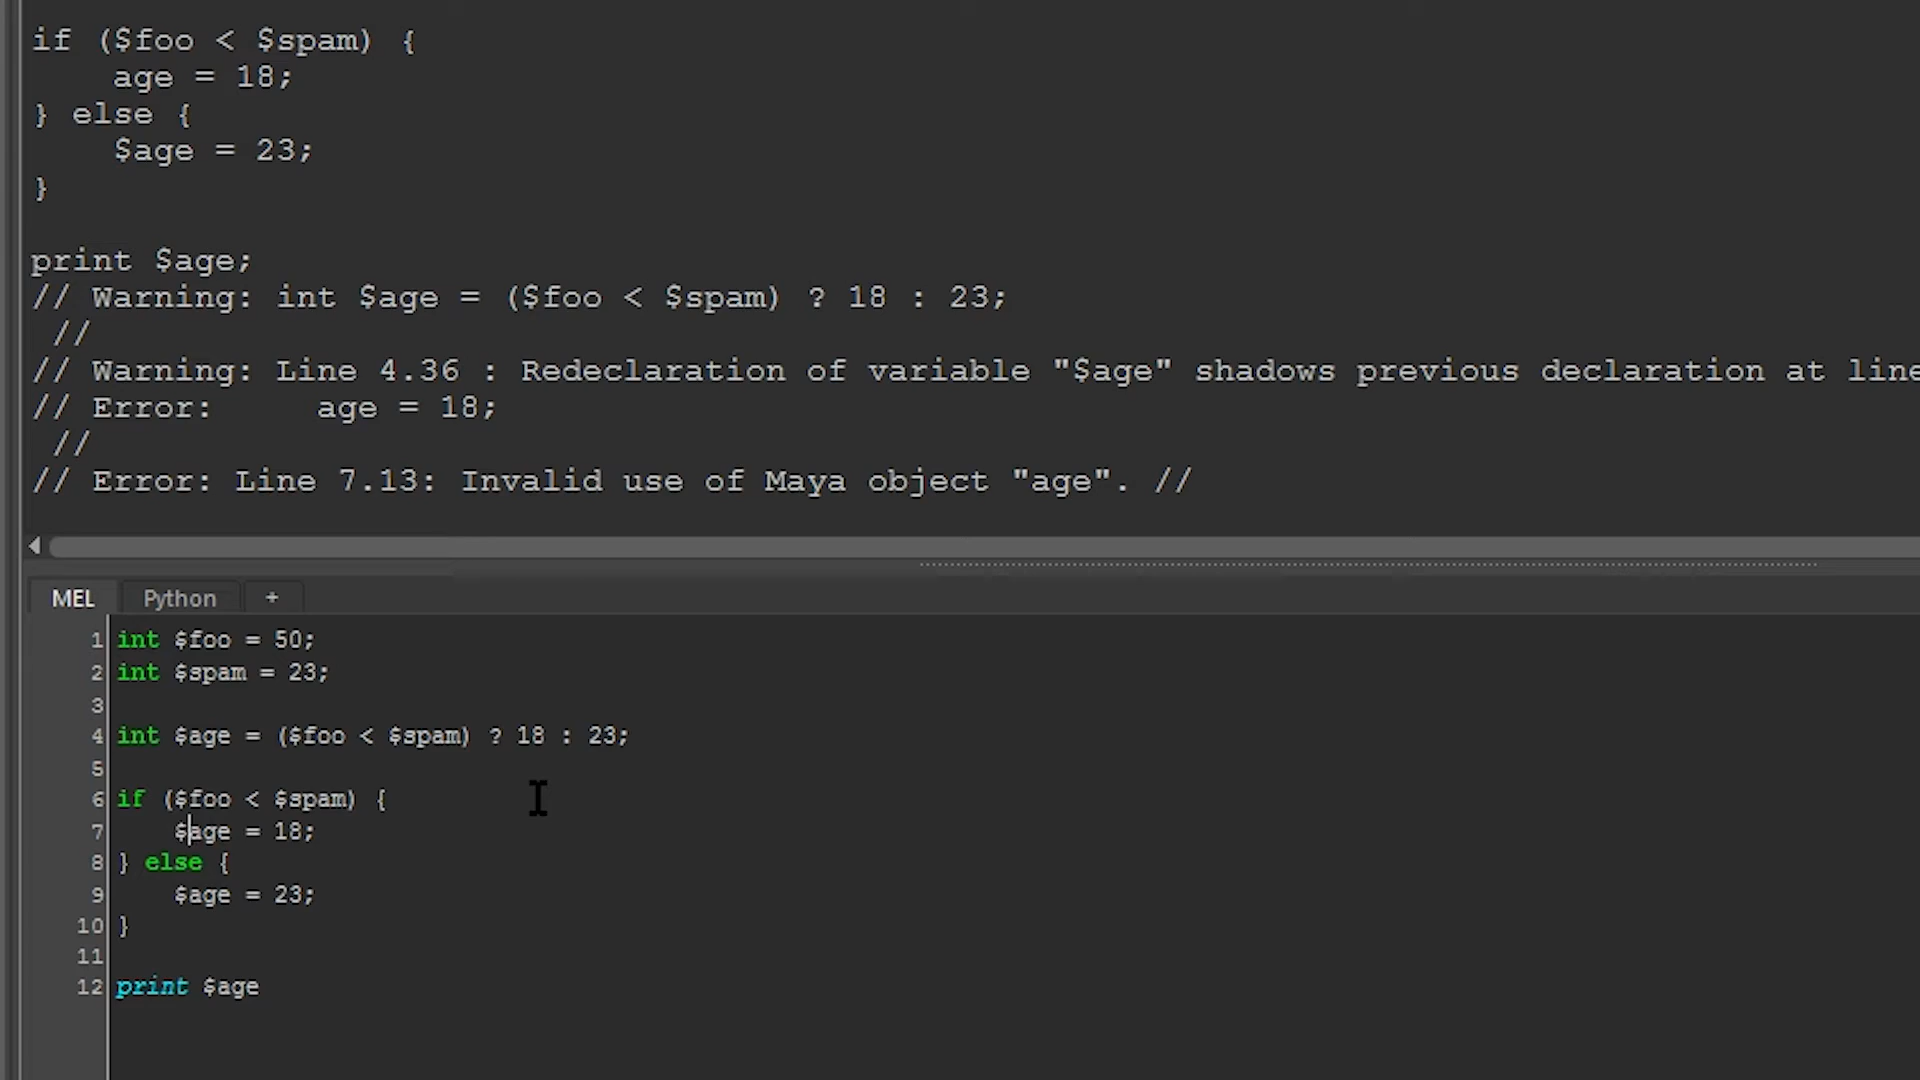 if ($foo < $spam) {
    age = 18;
} else {
    $age = 23;
}
print $age;
// Warning: int $age = ($foo < $spam) ? 18 : 23;
 //
// Warning: Line 4.36 : Redeclaration of variable "$age" shadows previous declaration at line
// Error:     age = 18;
 //
// Error: Line 7.13: Invalid use of Maya object "age". //
MEL Python +
1 int $foo = 50;
2 int $spam = 23;
3
4 int $age = ($foo < $spam) ? 18 : 23;
5
6 if ($foo < $spam) {
7     $age = 18;
8 } else {
9     $age = 23;
10 }
11
12 print $age